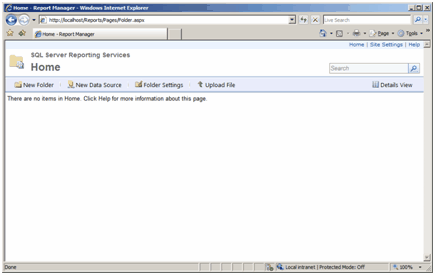 Home - Report Manager - Windows Internet Explorer
http://localhost/Reports/Pages/Folder.aspx
Live Search
Home - Report Manager
Page
Tools
Home | Site Settings | Help
SQL Server Reporting Services
Home
Search
New Folder
New Data Source
Folder Settings
Upload File
Details View
There are no items in Home. Click Help for more information about this page.
Done
Local intranet | Protected Mode: Off
100%